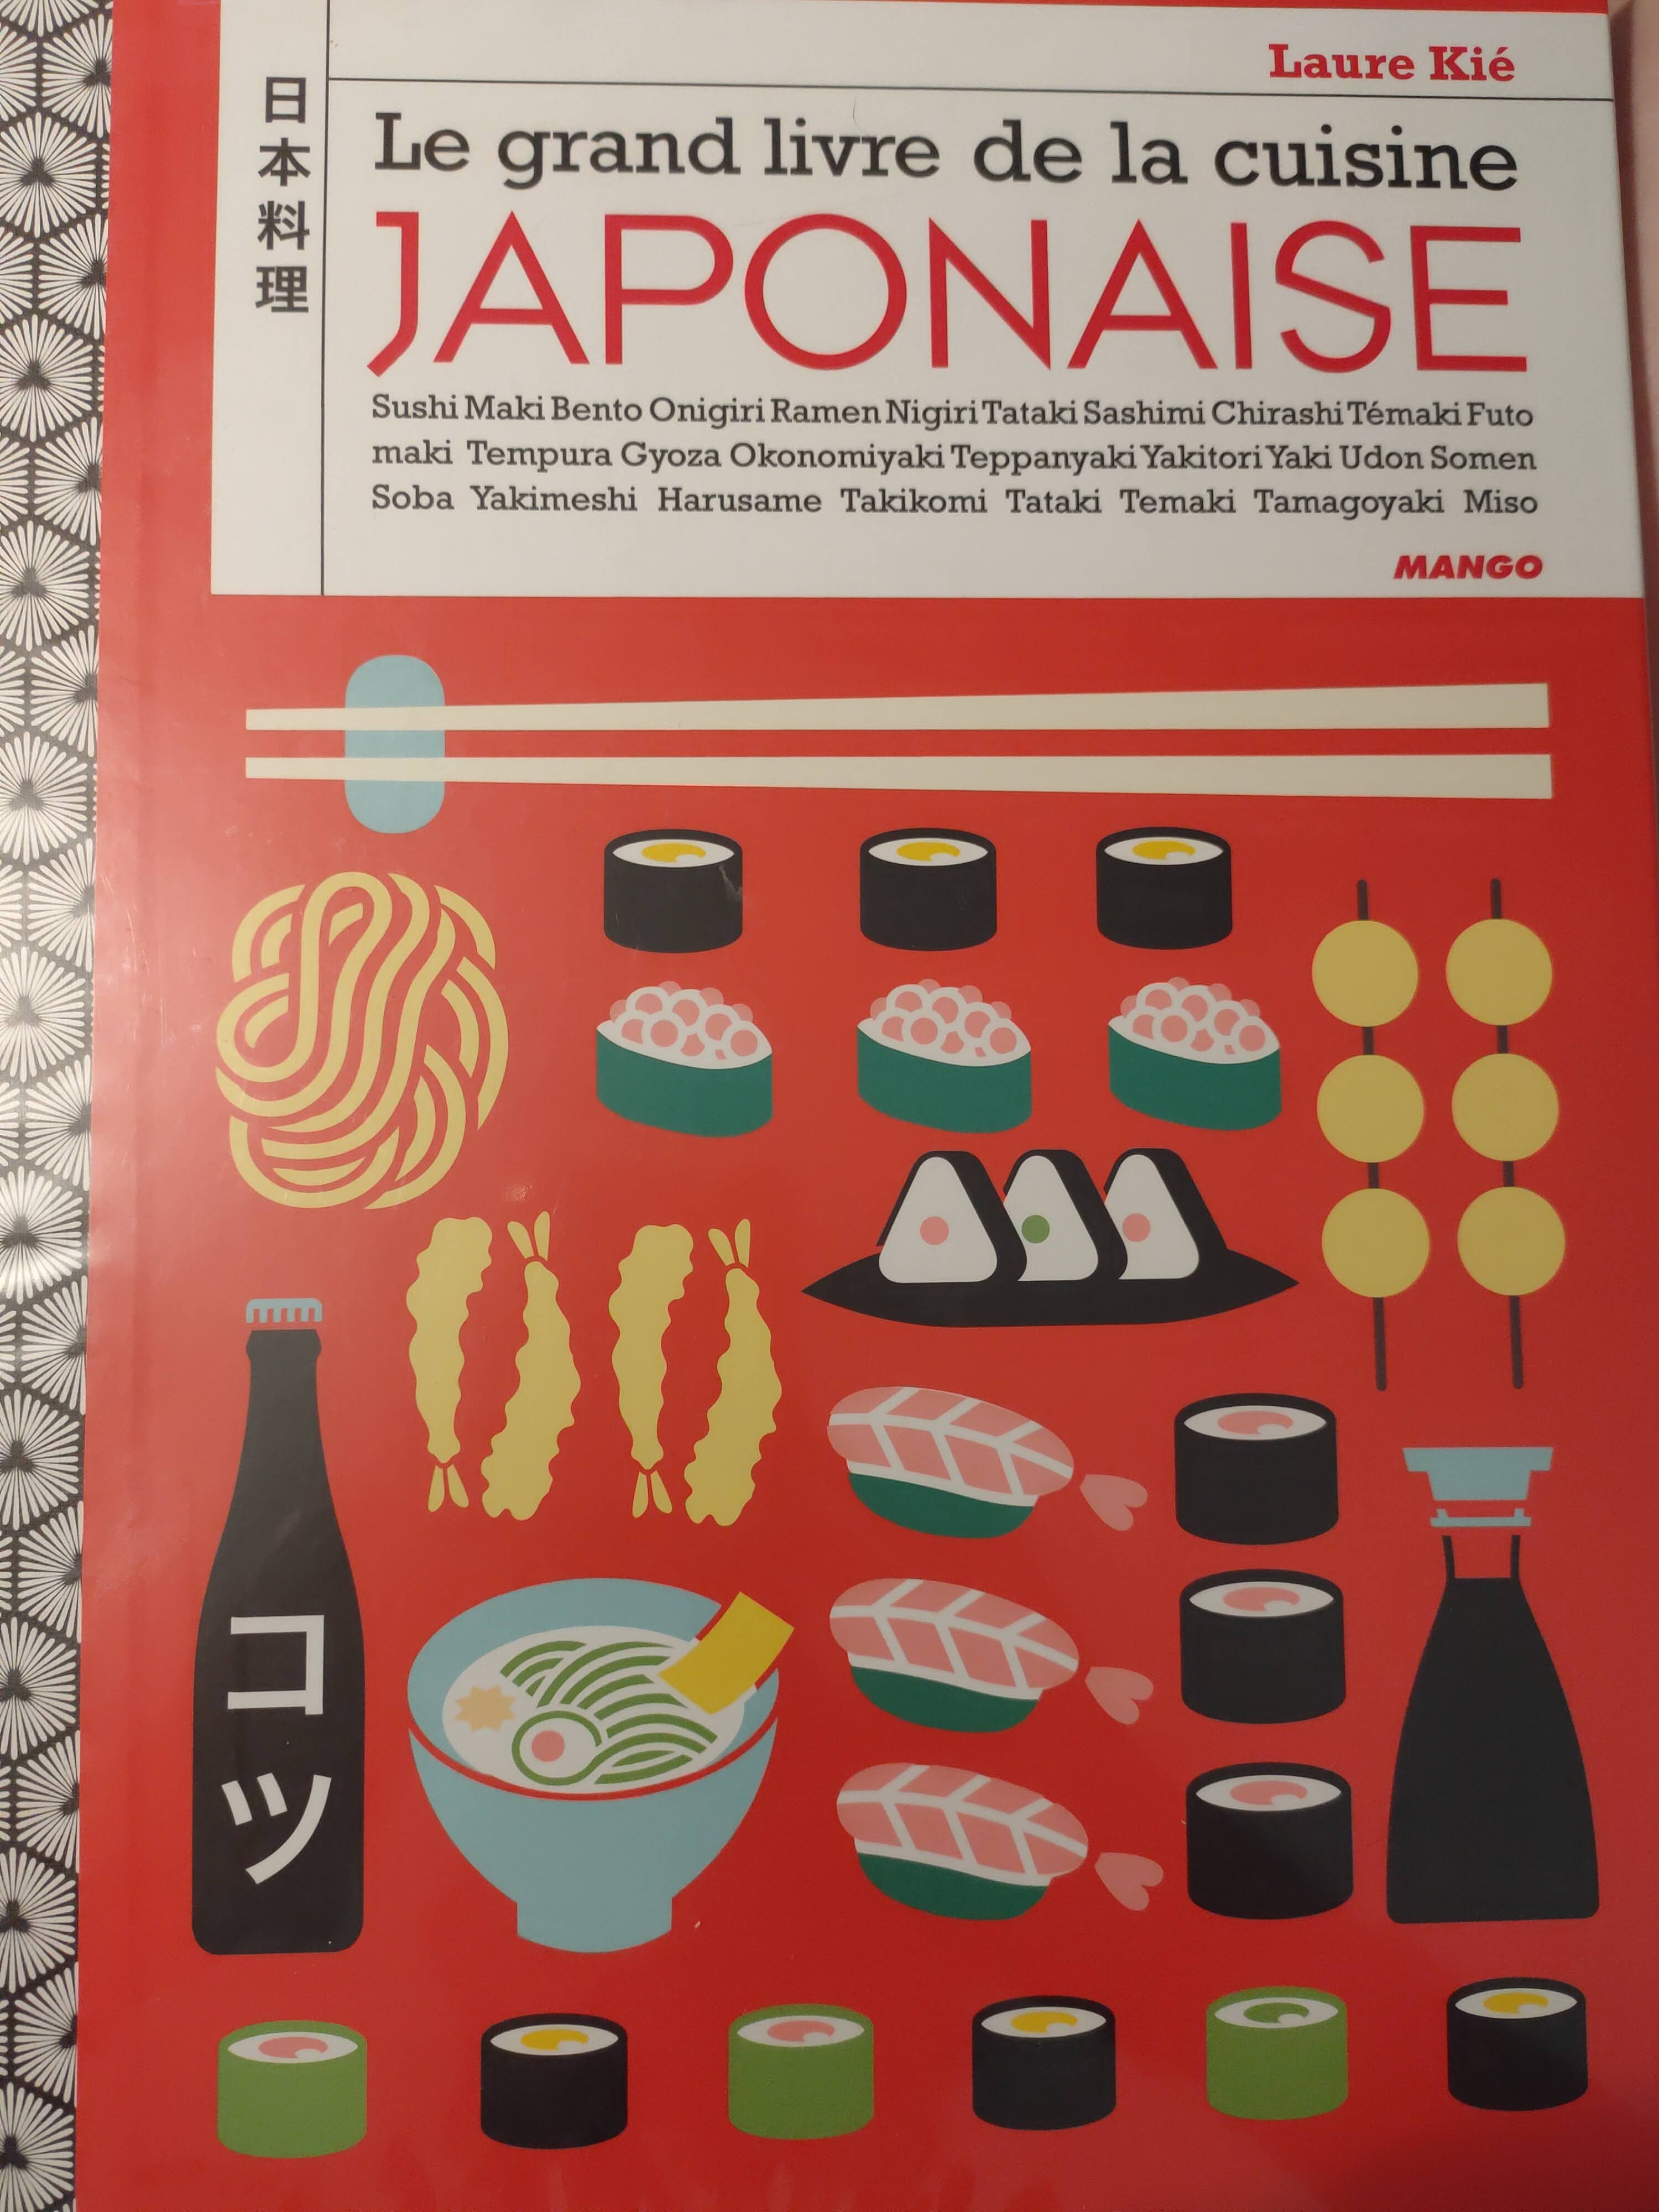 Laure Kié
日本料理
Le grand livre de la cuisine
JAPONAISE
Sushi Maki Bento Onigiri Ramen Nigiri Tataki Sashimi Chirashi Témaki Futo
maki Tempura Gyoza Okonomiyaki Teppanyaki Yakitori Yaki Udon Somen
Soba Yakimeshi Harusame Takikomi Tataki Temaki Tamagoyaki Miso
MANGO
コツ